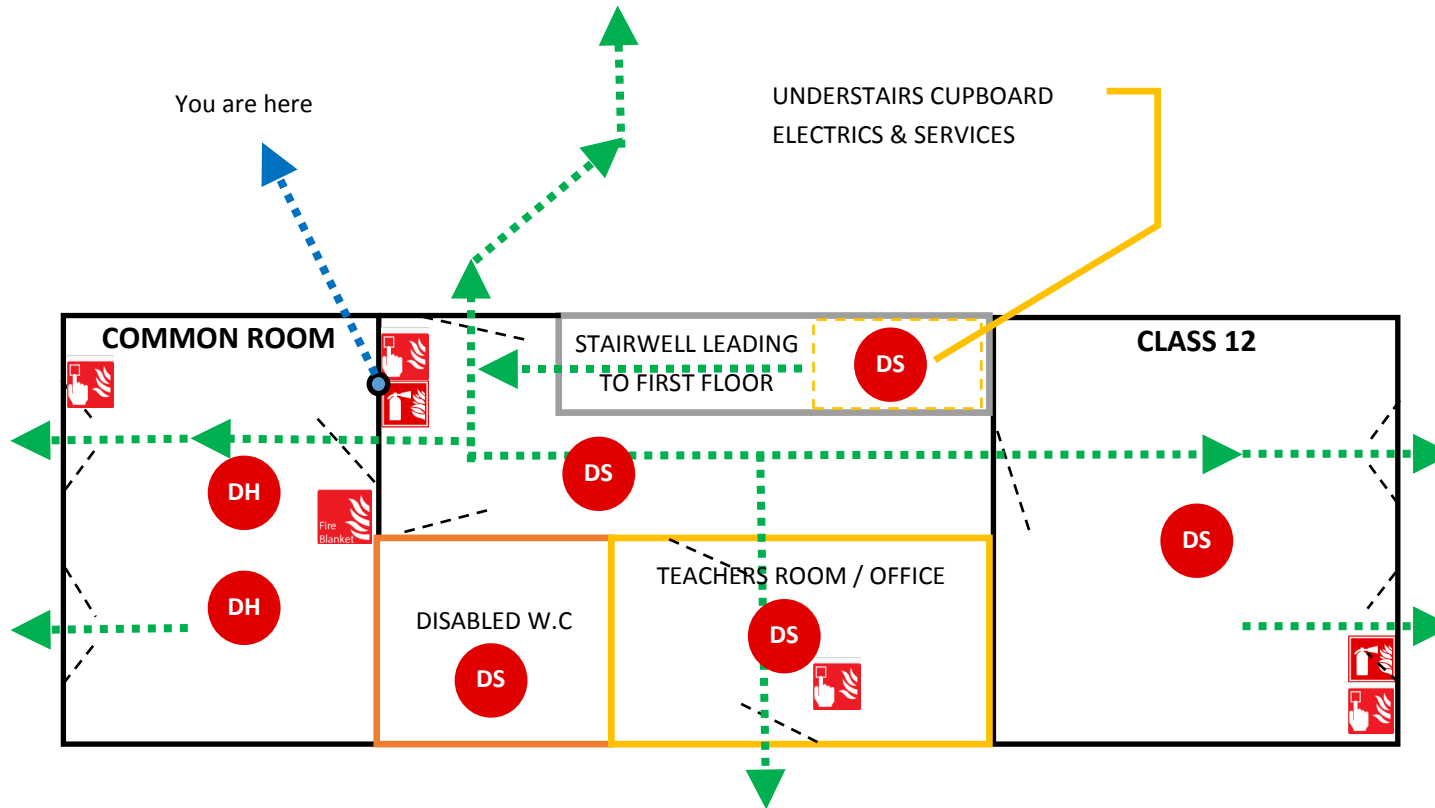 You are here
UNDERSTAIRS CUPBOARD
ELECTRICS & SERVICES
COMMON ROOM
STAIRWELL LEADING
TO FIRST FLOOR
DS
CLASS 12
DH
DS
Fire
Blanket
DS
DH
TEACHERS ROOM / OFFICE
DISABLED W.C
DS
DS